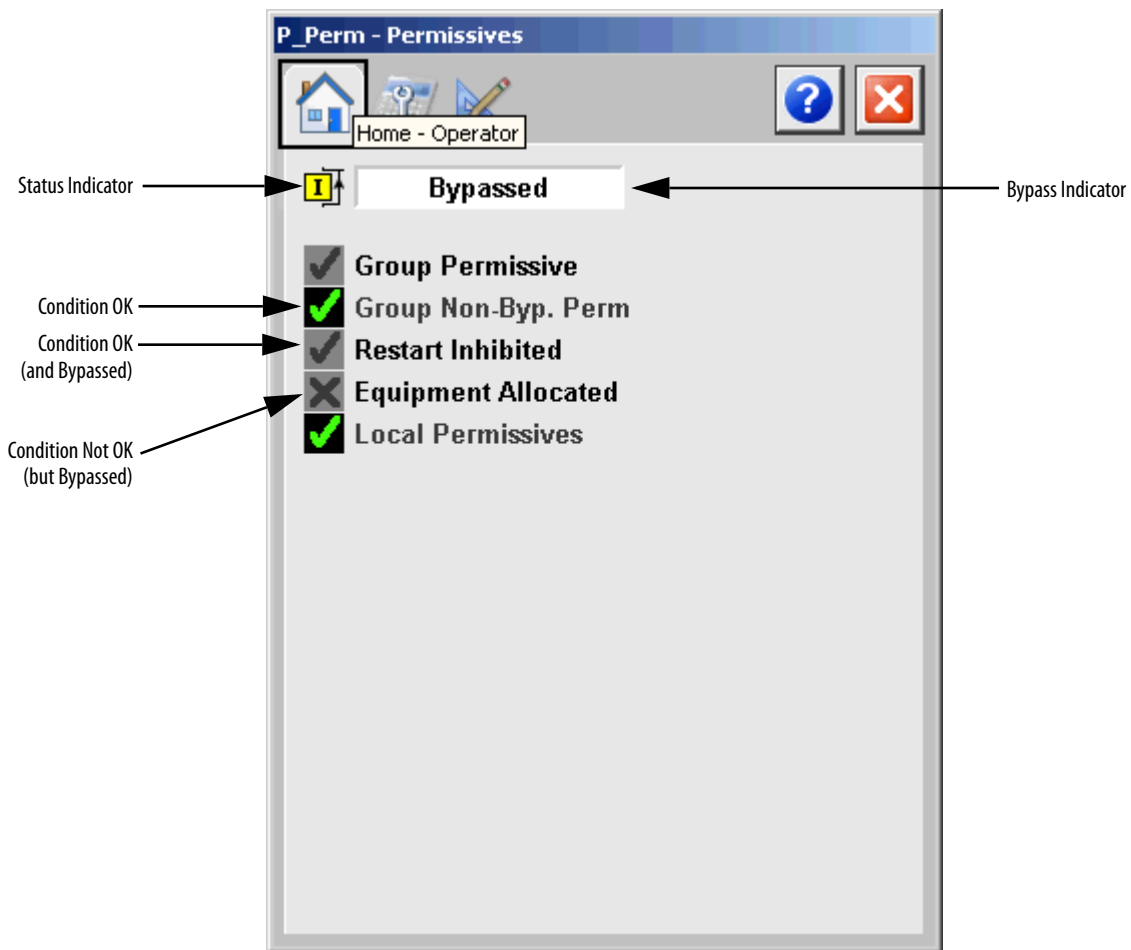 P_Perm - Permissives
Home - Operator
Status Indicator
I
Bypassed
Bypass Indicator
Group Permissive
Condition OK
Group Non-Byp. Perm
Condition OK
(and Bypassed)
Restart Inhibited
Equipment Allocated
Condition Not OK
(but Bypassed)
Local Permissives